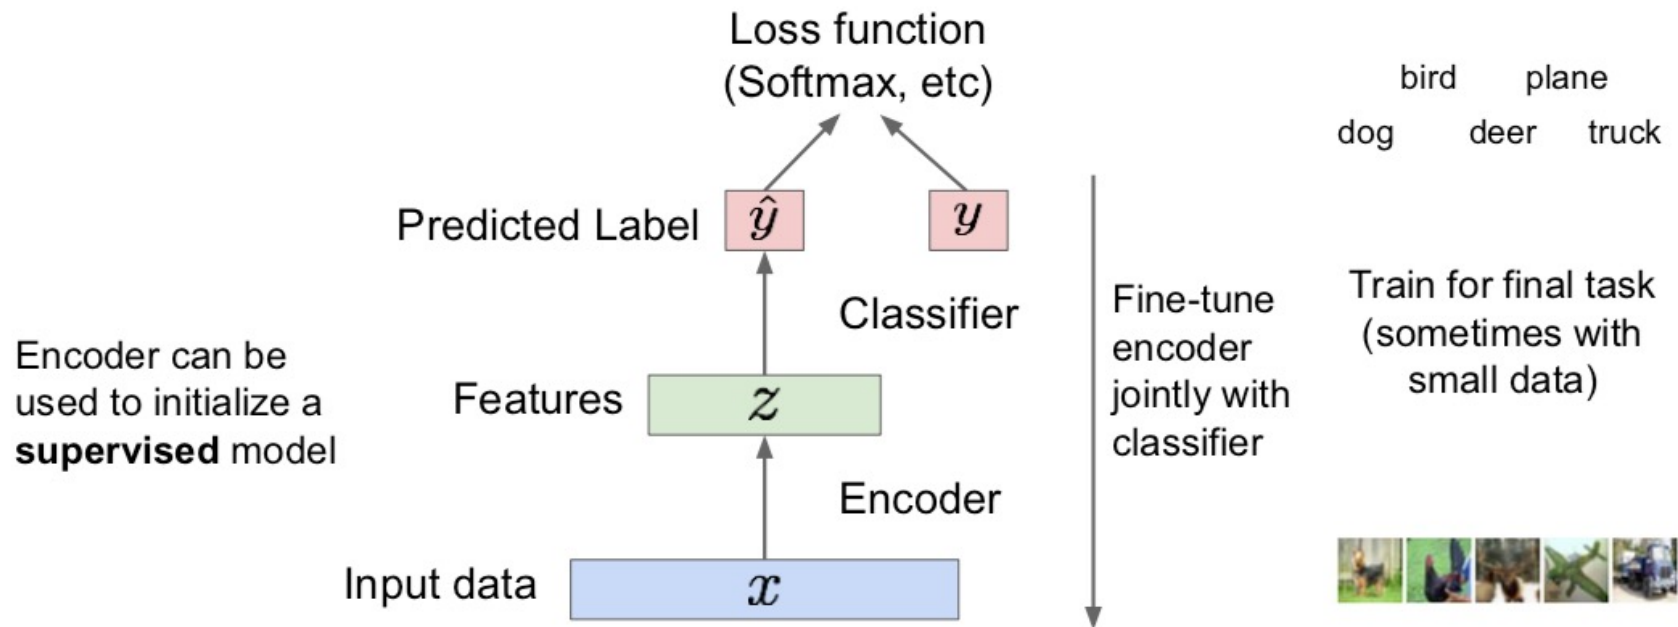 Loss function
(Softmax, etc)
bird plane
dog deer truck
Predicted Label
ŷ
y
Classifier
Fine-tune
encoder
jointly with
classifier
Train for final task
(sometimes with
small data)
Encoder can be
used to initialize a
supervised model
Features
z
Encoder
Input data
x